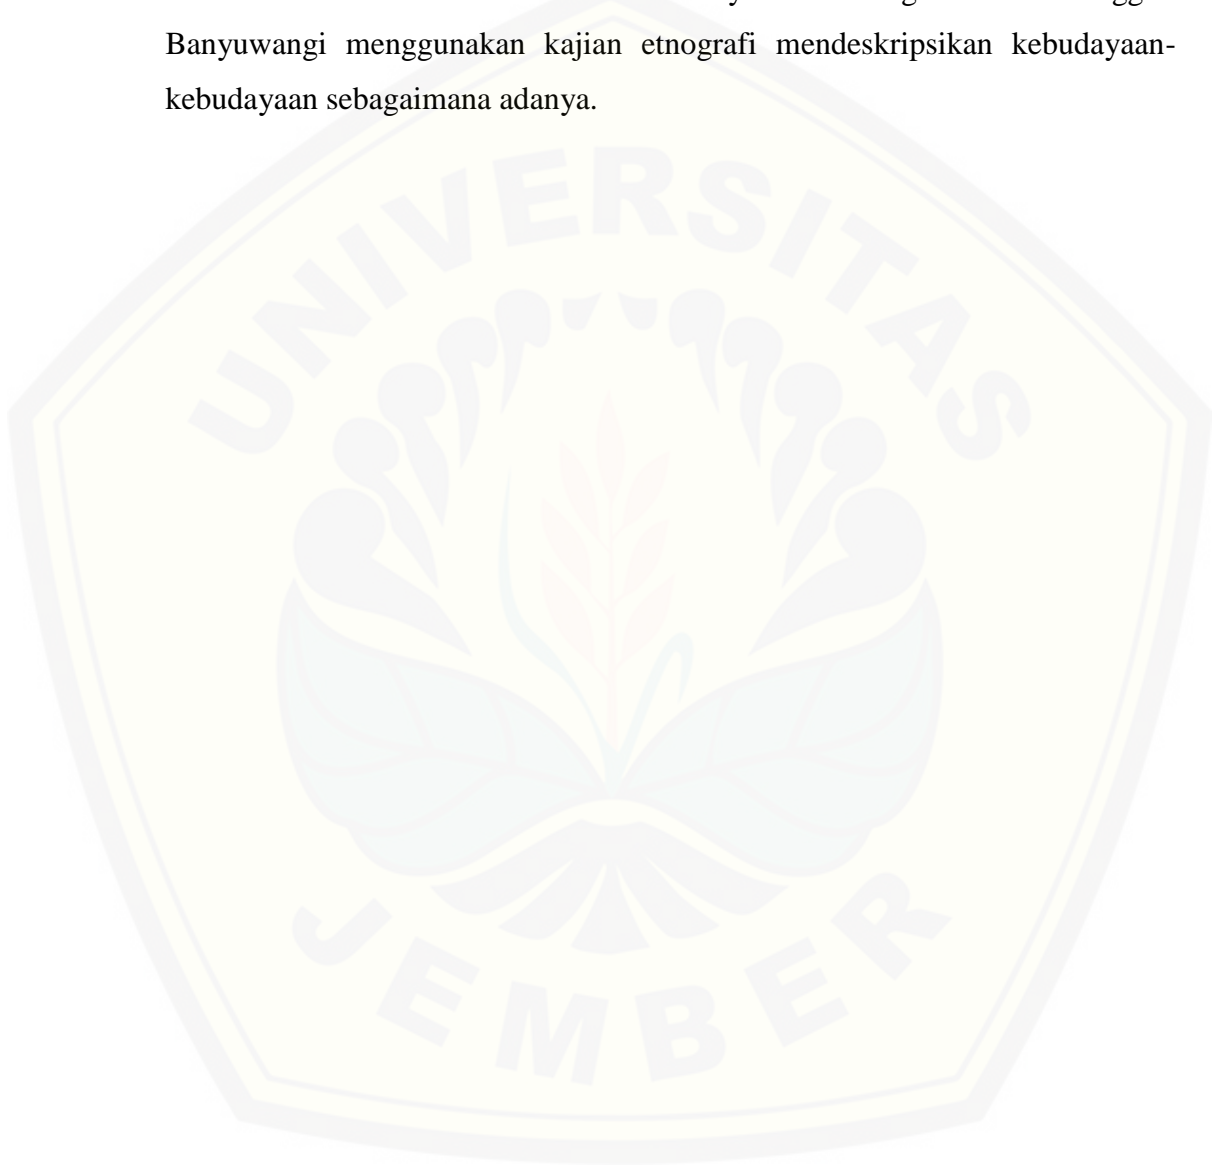 Banyuwangi menggunakan kajian etnografi mendeskripsikan kebudayaan-
kebudayaan sebagaimana adanya.
UNIVERSITAS
JEMBER